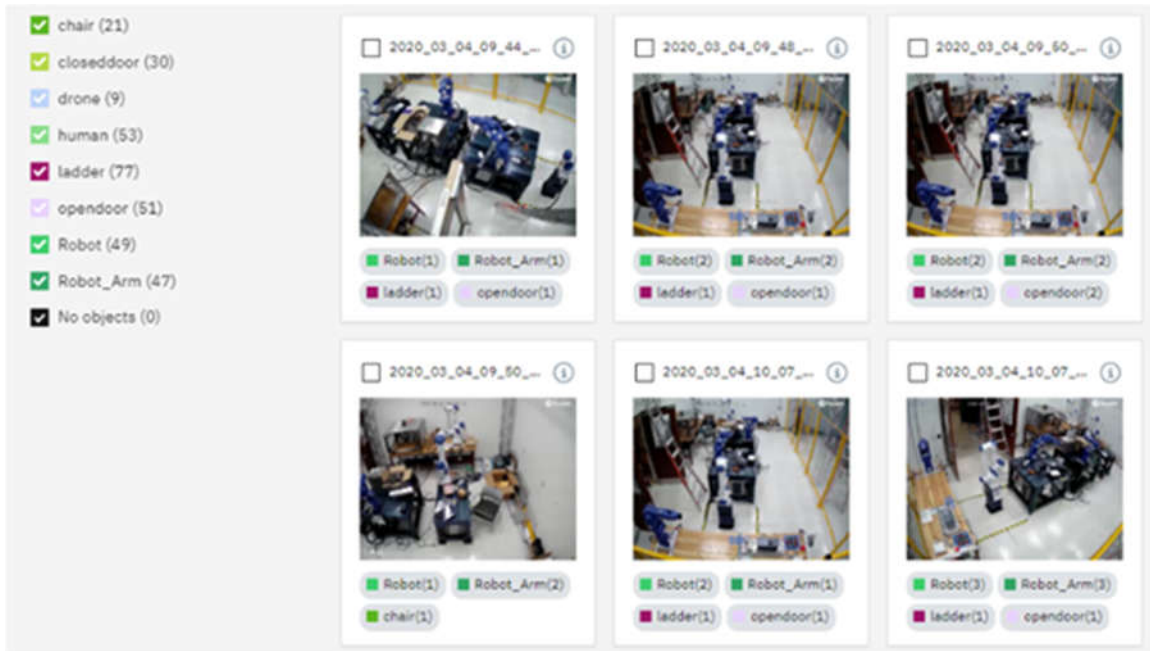 chair (21)
closeddoor (30)
drone (9)
human (53)
ladder (77)
opendoor (51)
Robot (49)
Robot_Arm (47)
No objects (0)
2020_03_04_09_44_...
Robot(1) Robot_Arm(1)
ladder(1) opendoor(1)
2020_03_04_09_48_...
Robot(2) Robot_Arm(2)
ladder(1) opendoor(1)
2020_03_04_09_50_...
Robot(2) Robot_Arm(2)
ladder(1) opendoor(2)
2020_03_04_09_50_...
Robot(1) Robot_Arm(2)
chair(1)
2020_03_04_10_07_...
Robot(2) Robot_Arm(1)
ladder(1) opendoor(1)
2020_03_04_10_07_...
Robot(3) Robot_Arm(3)
ladder(1) opendoor(1)